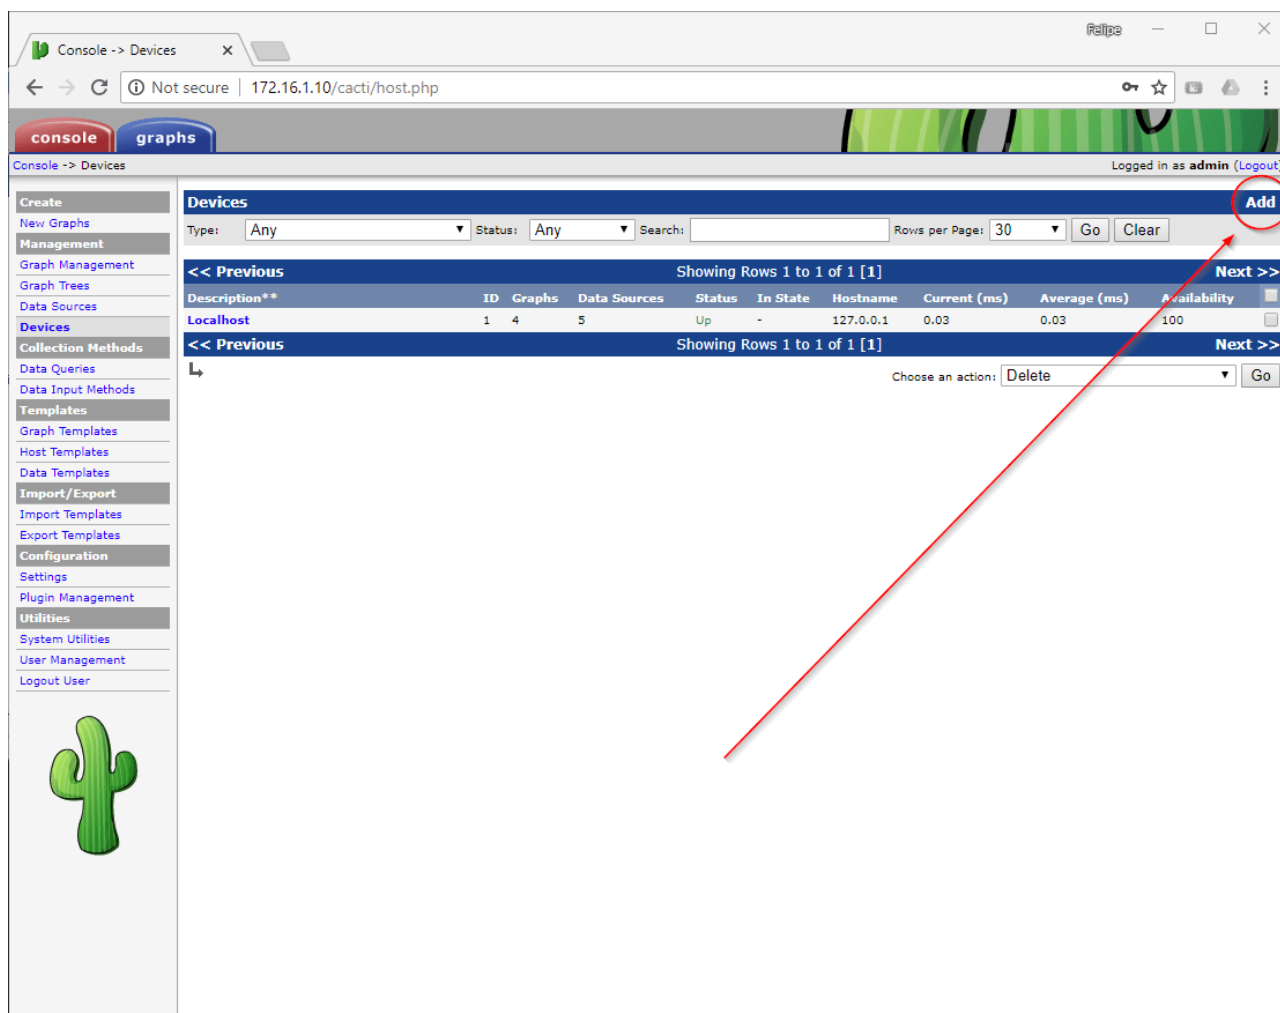 Felipe
Console -> Devices
Not secure | 172.16.1.10/cacti/host.php
console graphs
Console -> Devices Logged in as admin (Logout)
Create
New Graphs
Management
Graph Management
Graph Trees
Data Sources
Devices
Collection Methods
Data Queries
Data Input Methods
Templates
Graph Templates
Host Templates
Data Templates
Import/Export
Import Templates
Export Templates
Configuration
Settings
Plugin Management
Utilities
System Utilities
User Management
Logout User
Devices Add
Type: Any Status: Any Search: Rows per Page: 30 Go Clear
<< Previous Showing Rows 1 to 1 of 1 [1] Next >>
Description** ID Graphs Data Sources Status In State Hostname Current (ms) Average (ms) Availability
Localhost 1 4 5 Up - 127.0.0.1 0.03 0.03 100
<< Previous Showing Rows 1 to 1 of 1 [1] Next >>
Choose an action: Delete Go